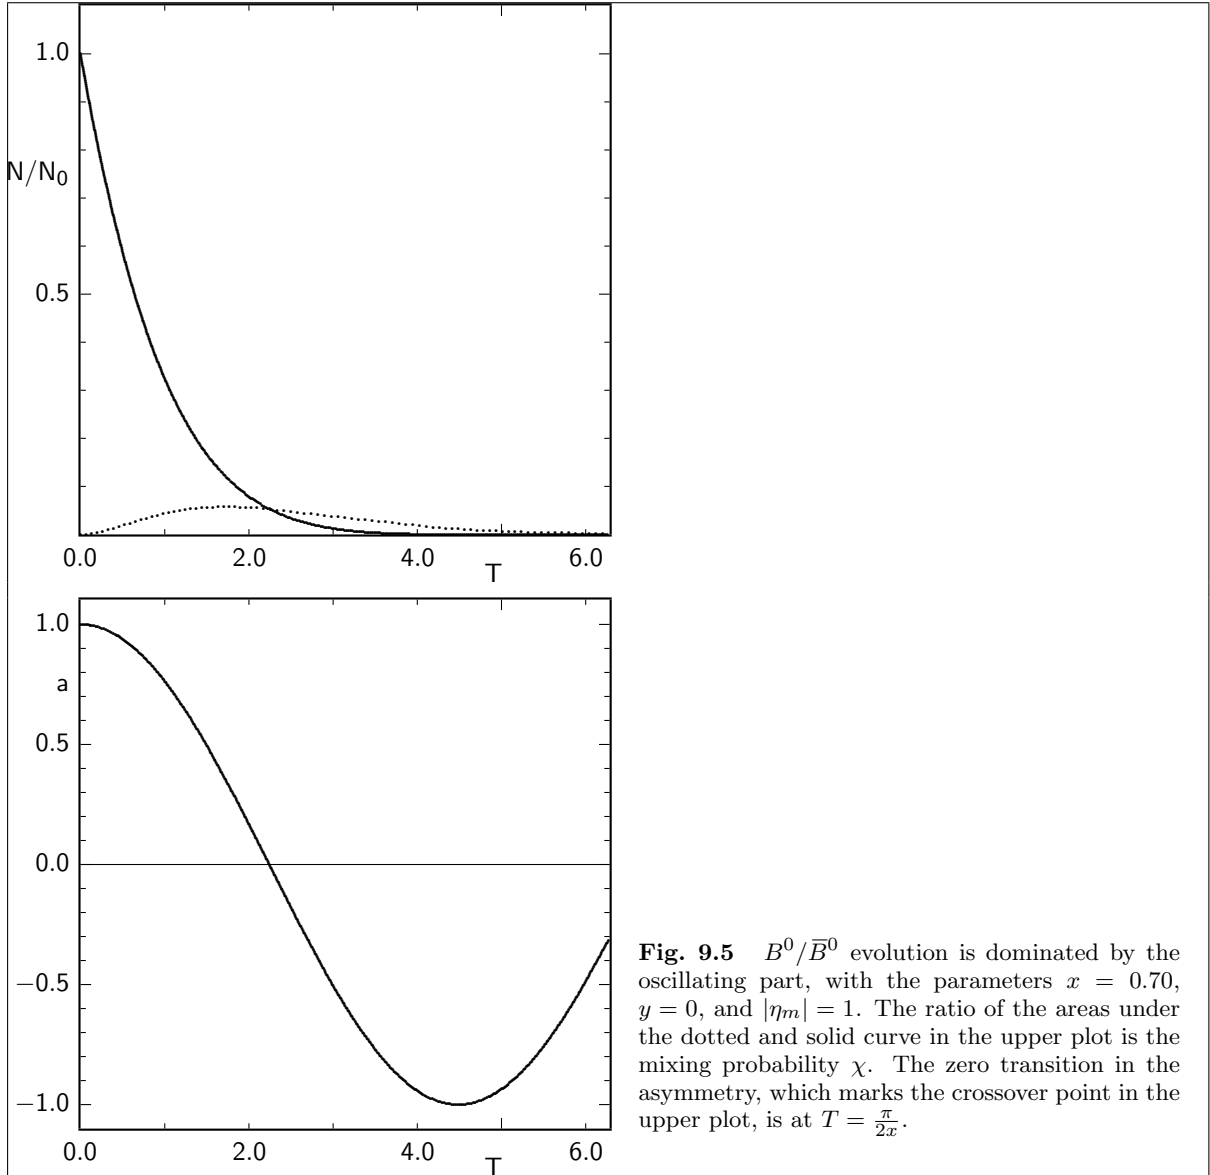 1.0
N/N₀
0.5
0.0 2.0 4.0 6.0
T
1.0
a
0.5
0.0
−0.5
−1.0
0.0 2.0 4.0 6.0
T
Fig. 9.5 B⁰/B̅⁰ evolution is dominated by the
oscillating part, with the parameters x = 0.70,
y = 0, and |ηₘ| = 1. The ratio of the areas under
the dotted and solid curve in the upper plot is the
mixing probability χ. The zero transition in the
asymmetry, which marks the crossover point in the
upper plot, is at T = π/2x.